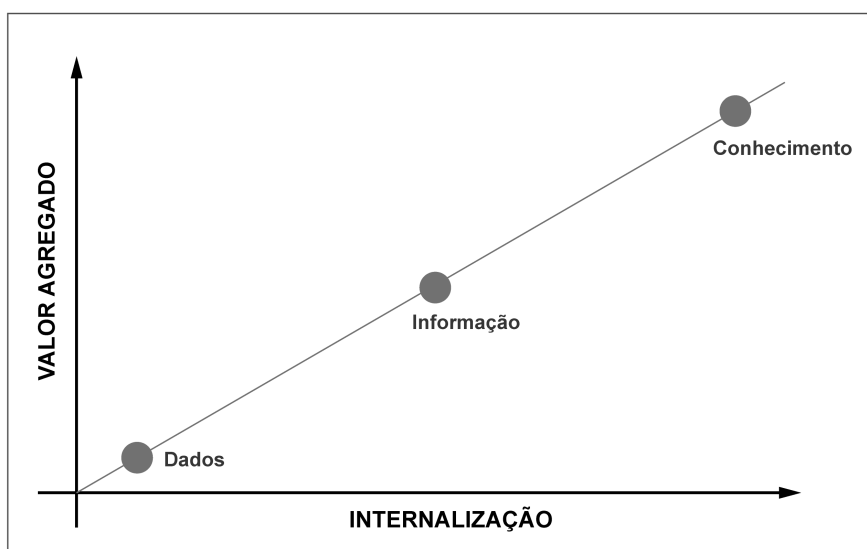 VALOR AGREGADO
Conhecimento
Informação
Dados
INTERNALIZAÇÃO